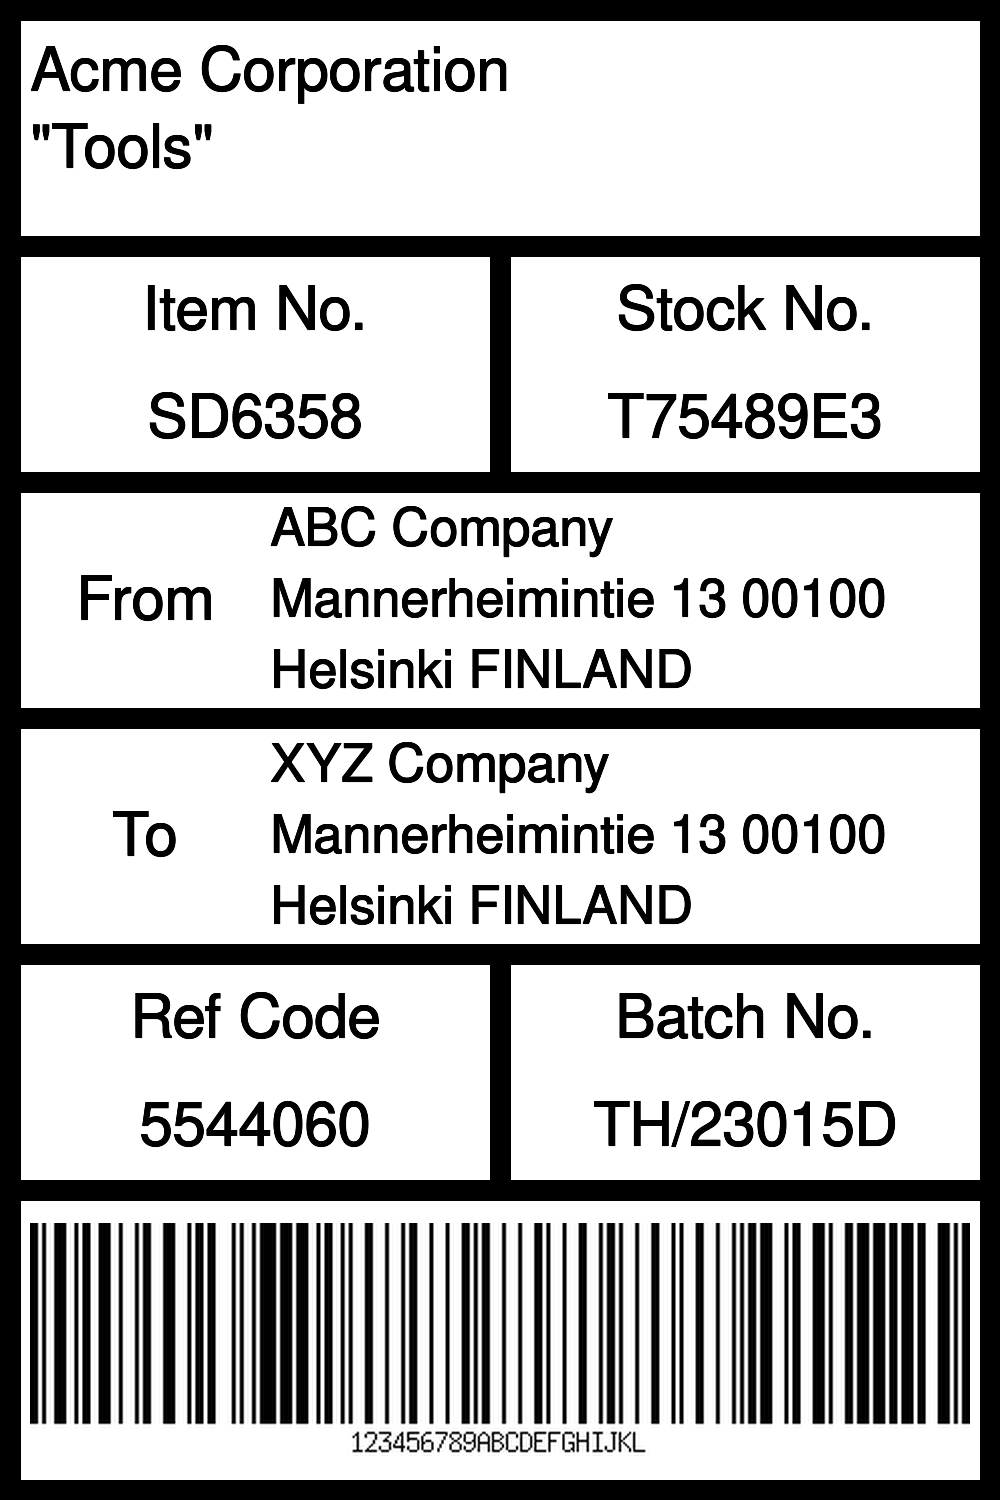 Acme Corporation
"Tools"
Item No.
SD6358
Stock No.
T75489E3
From
ABC Company
Mannerheimintie 13 00100
Helsinki FINLAND
To
XYZ Company
Mannerheimintie 13 00100
Helsinki FINLAND
Ref Code
5544060
Batch No.
TH/23015D
123456789ABCDEFGHIJKL